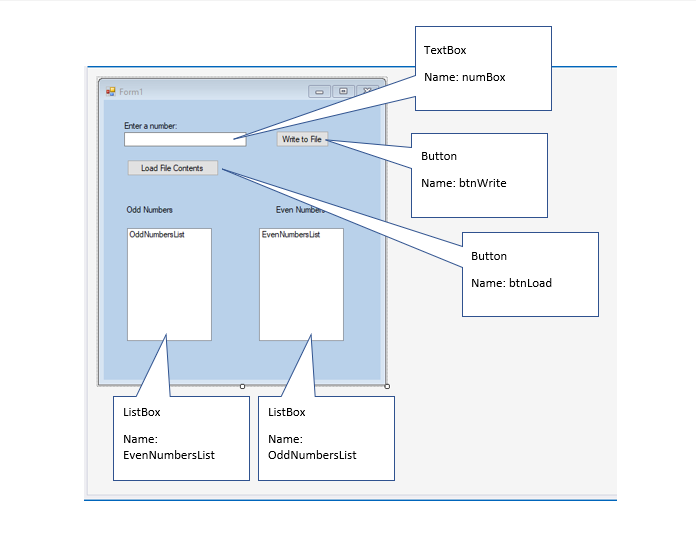 TextBox
Name: numBox
Form1
Enter a number:
Write to File
Button
Name: btnWrite
Load File Contents
Odd Numbers
Even Numbers
OddNumbersList
EvenNumbersList
Button
Name: btnLoad
ListBox
Name:
EvenNumbersList
ListBox
Name:
OddNumbersList